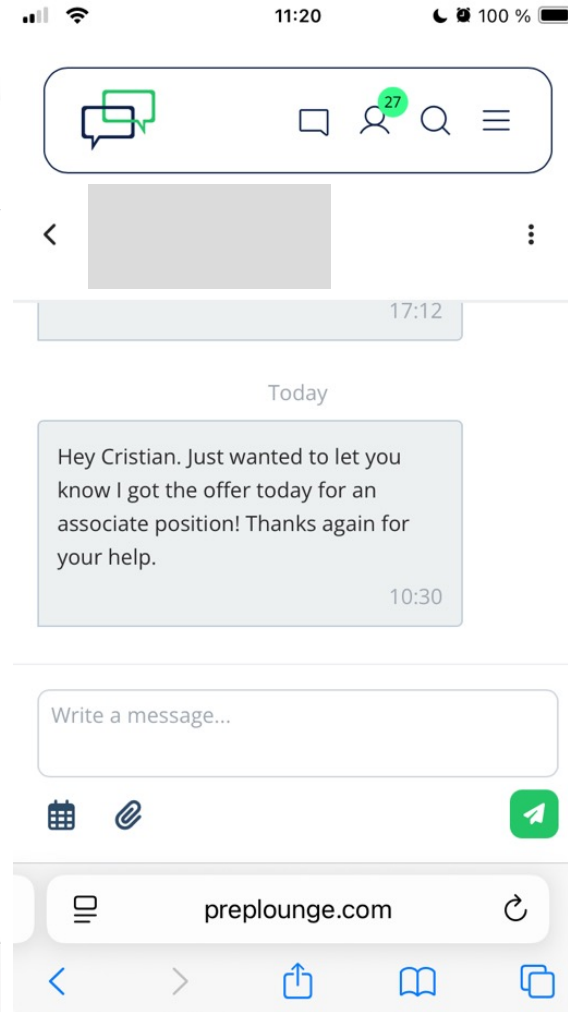 11:20
100 %
27
17:12
Today
Hey Cristian. Just wanted to let you
know I got the offer today for an
associate position! Thanks again for
your help.
10:30
Write a message...
preplounge.com